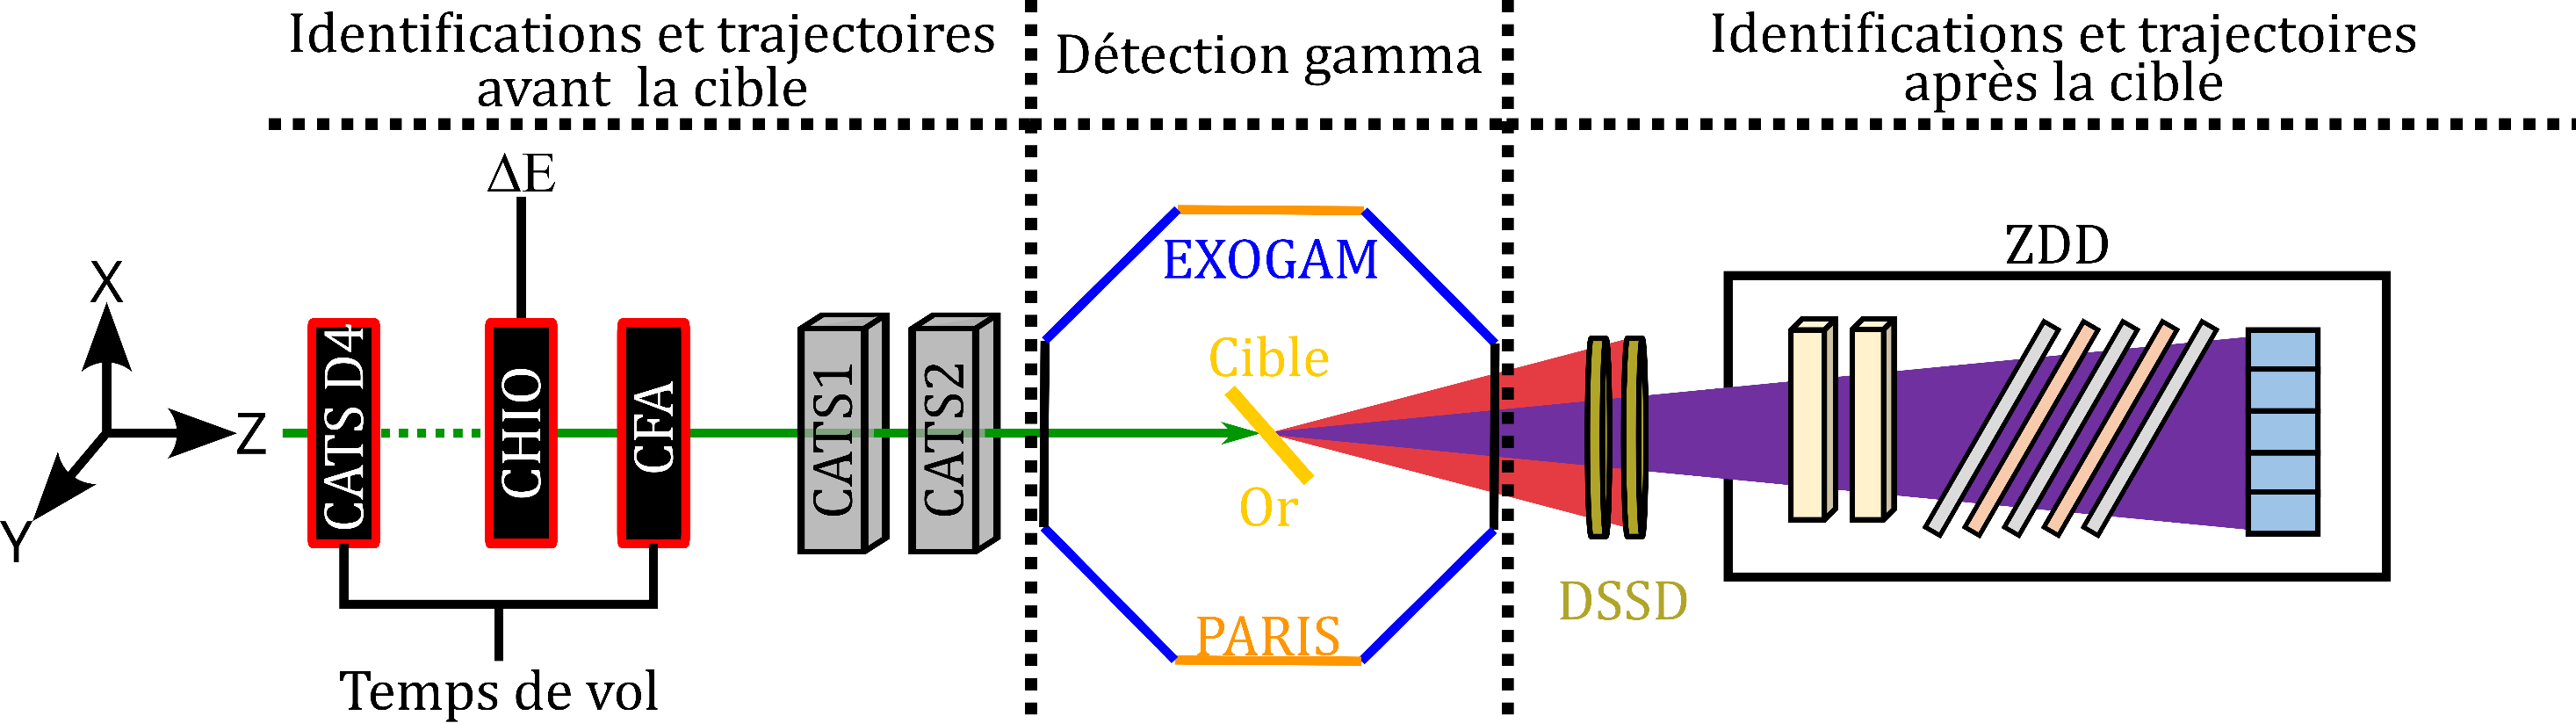 Identifications et trajectoires
avant la cible
Détection gamma
Identifications et trajectoires
après la cible
ΔE
X
Z
Y
CATS D4
CHIO
CFA
CATS1
CATS2
EXOGAM
Cible
Or
PARIS
DSSD
ZDD
Temps de vol